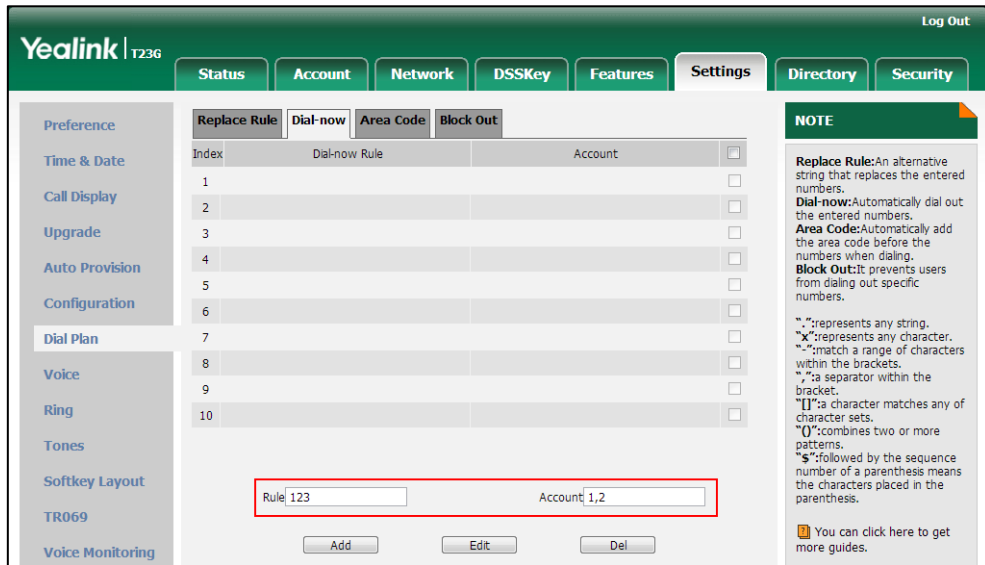 Log Out
Yealink T23G
Status Account Network DSSKey Features Settings Directory Security
Preference
Time & Date
Call Display
Upgrade
Auto Provision
Configuration
Dial Plan
Voice
Ring
Tones
Softkey Layout
TR069
Voice Monitoring
Replace Rule Dial-now Area Code Block Out
Index Dial-now Rule Account
1
2
3
4
5
6
7
8
9
10
Rule 123 Account 1,2
Add Edit Del
NOTE
Replace Rule:An alternative
string that replaces the entered
numbers.
Dial-now:Automatically dial out
the entered numbers.
Area Code:Automatically add
the area code before the
numbers when dialing.
Block Out:It prevents users
from dialing out specific
numbers.
".":represents any string.
"x":represents any character.
"-":match a range of characters
within the brackets.
",":a separator within the
bracket.
"[]":a character matches any of
character sets.
"()":combines two or more
patterns.
"$":followed by the sequence
number of a parenthesis means
the characters placed in the
parenthesis.
? You can click here to get
more guides.